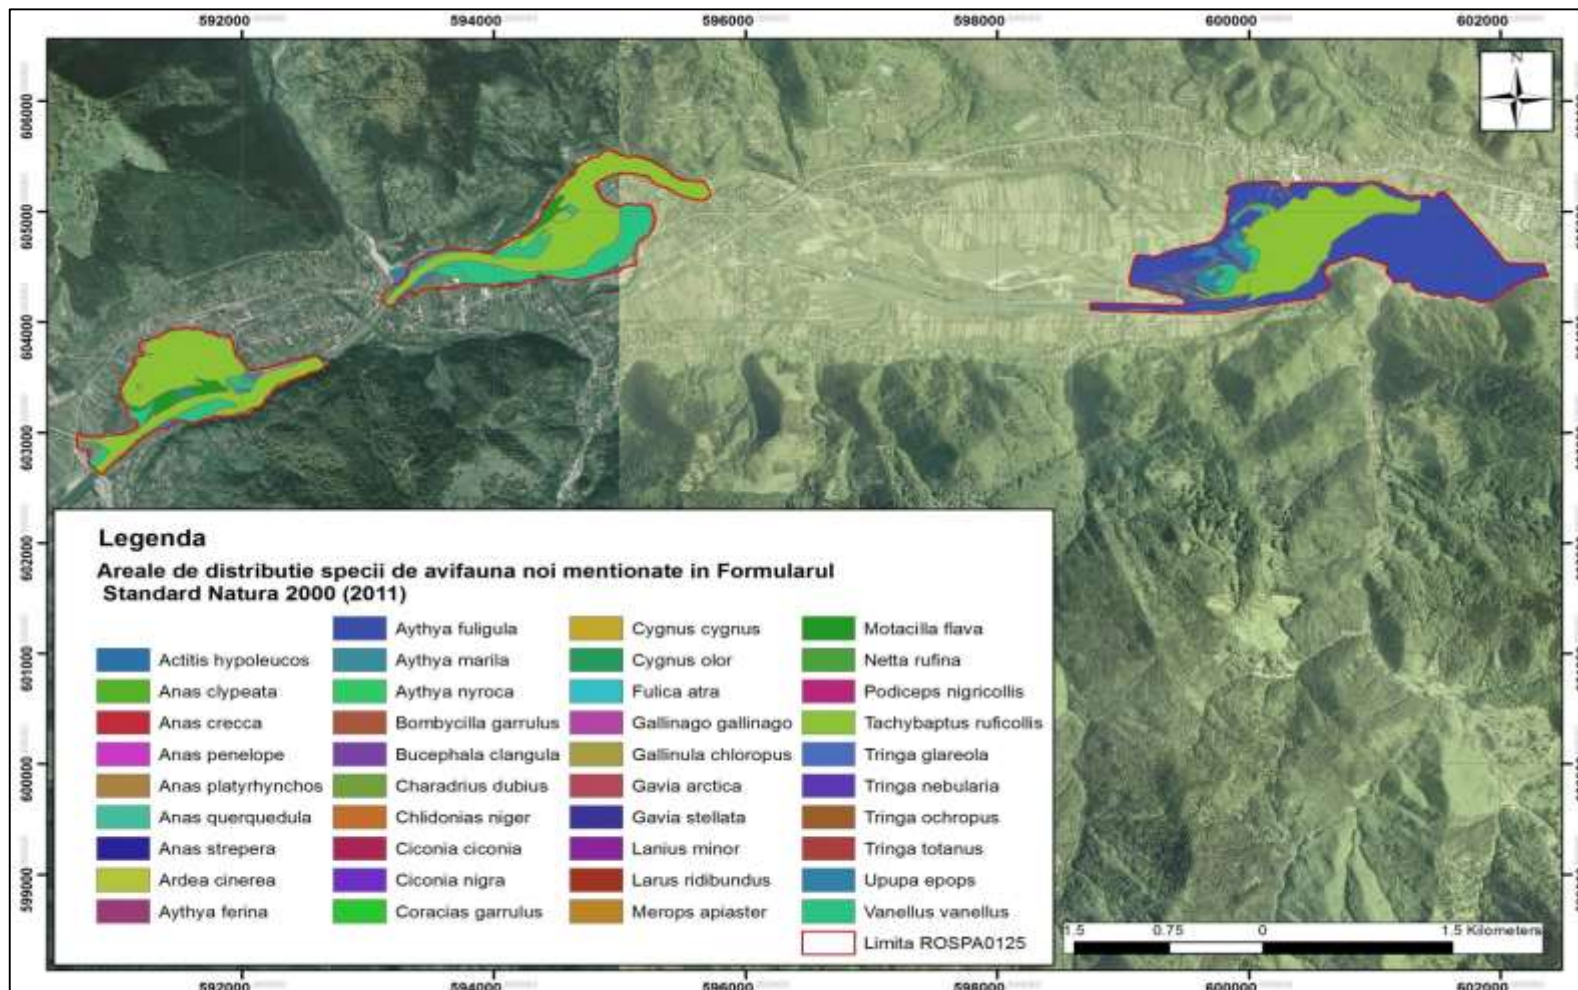 592000 594000 596000 598000 600000 602000
606000
605000
604000
603000
602000
601000
600000
599000
N
Legenda
Areale de distributie specii de avifauna noi mentionate in Formularul
Standard Natura 2000 (2011)
Actitis hypoleucos
Anas clypeata
Anas crecca
Anas penelope
Anas platyrhynchos
Anas querquedula
Anas strepera
Ardea cinerea
Aythya ferina
Aythya fuligula
Aythya marila
Aythya nyroca
Bombycilla garrulus
Bucephala clangula
Charadrius dubius
Chlidonias niger
Ciconia ciconia
Ciconia nigra
Coracias garrulus
Cygnus cygnus
Cygnus olor
Fulica atra
Gallinago gallinago
Gallinula chloropus
Gavia arctica
Gavia stellata
Lanius minor
Larus ridibundus
Merops apiaster
Motacilla flava
Netta rufina
Podiceps nigricollis
Tachybaptus ruficollis
Tringa glareola
Tringa nebularia
Tringa ochropus
Tringa totanus
Upupa epops
Vanellus vanellus
Limita ROSPA0125
1.5 0.75 0 1.5 Kilometers
592000 594000 596000 598000 600000 602000